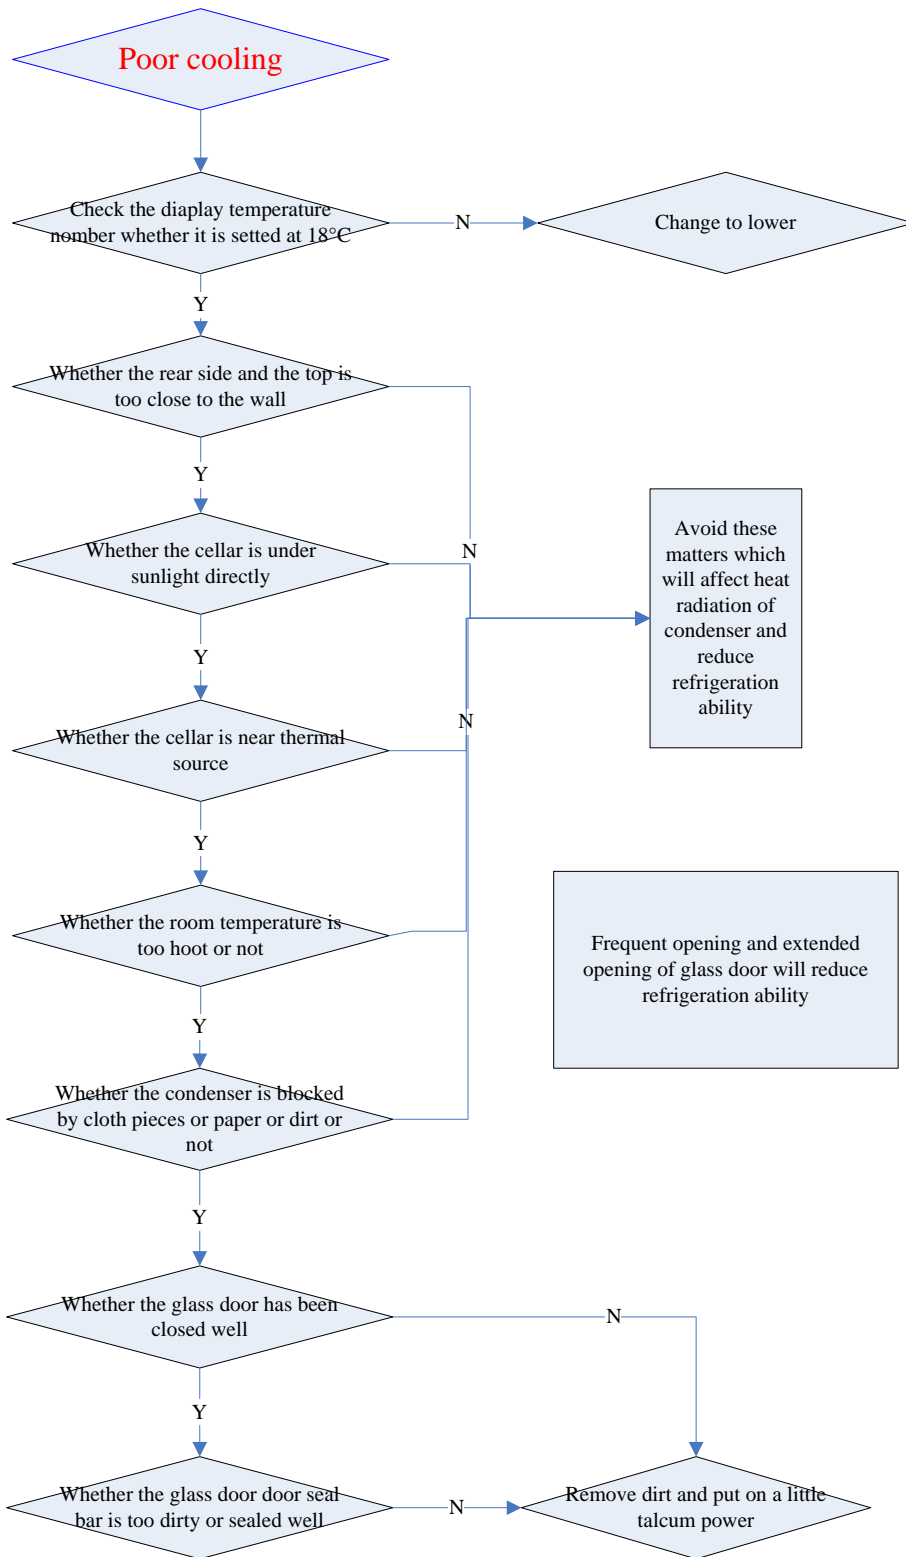 Poor cooling
Check the diaplay temperature
nomber whether it is setted at 18°C
N
Change to lower
Y
Whether the rear side and the top is
too close to the wall
Y
Whether the cellar is under
sunlight directly
N
Avoid these
matters which
will affect heat
radiation of
condenser and
reduce
refrigeration
ability
Y
Whether the cellar is near thermal
source
N
Y
Whether the room temperature is
too hoot or not
Frequent opening and extended
opening of glass door will reduce
refrigeration ability
Y
Whether the condenser is blocked
by cloth pieces or paper or dirt or
not
Y
Whether the glass door has been
closed well
N
Y
Whether the glass door door seal
bar is too dirty or sealed well
N
Remove dirt and put on a little
talcum power